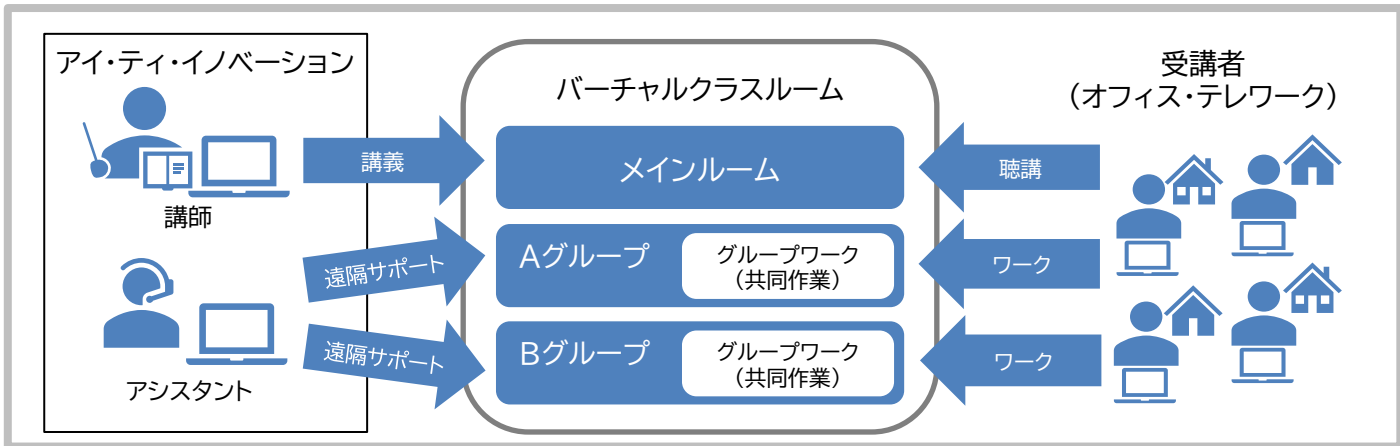 アイ・ティ・イノベーション
講師
アシスタント
講義
遠隔サポート
遠隔サポート
バーチャルクラスルーム
メインルーム
Aグループ
グループワーク
(共同作業)
Bグループ
グループワーク
(共同作業)
受講者
(オフィス・テレワーク)
聴講
ワーク
ワーク